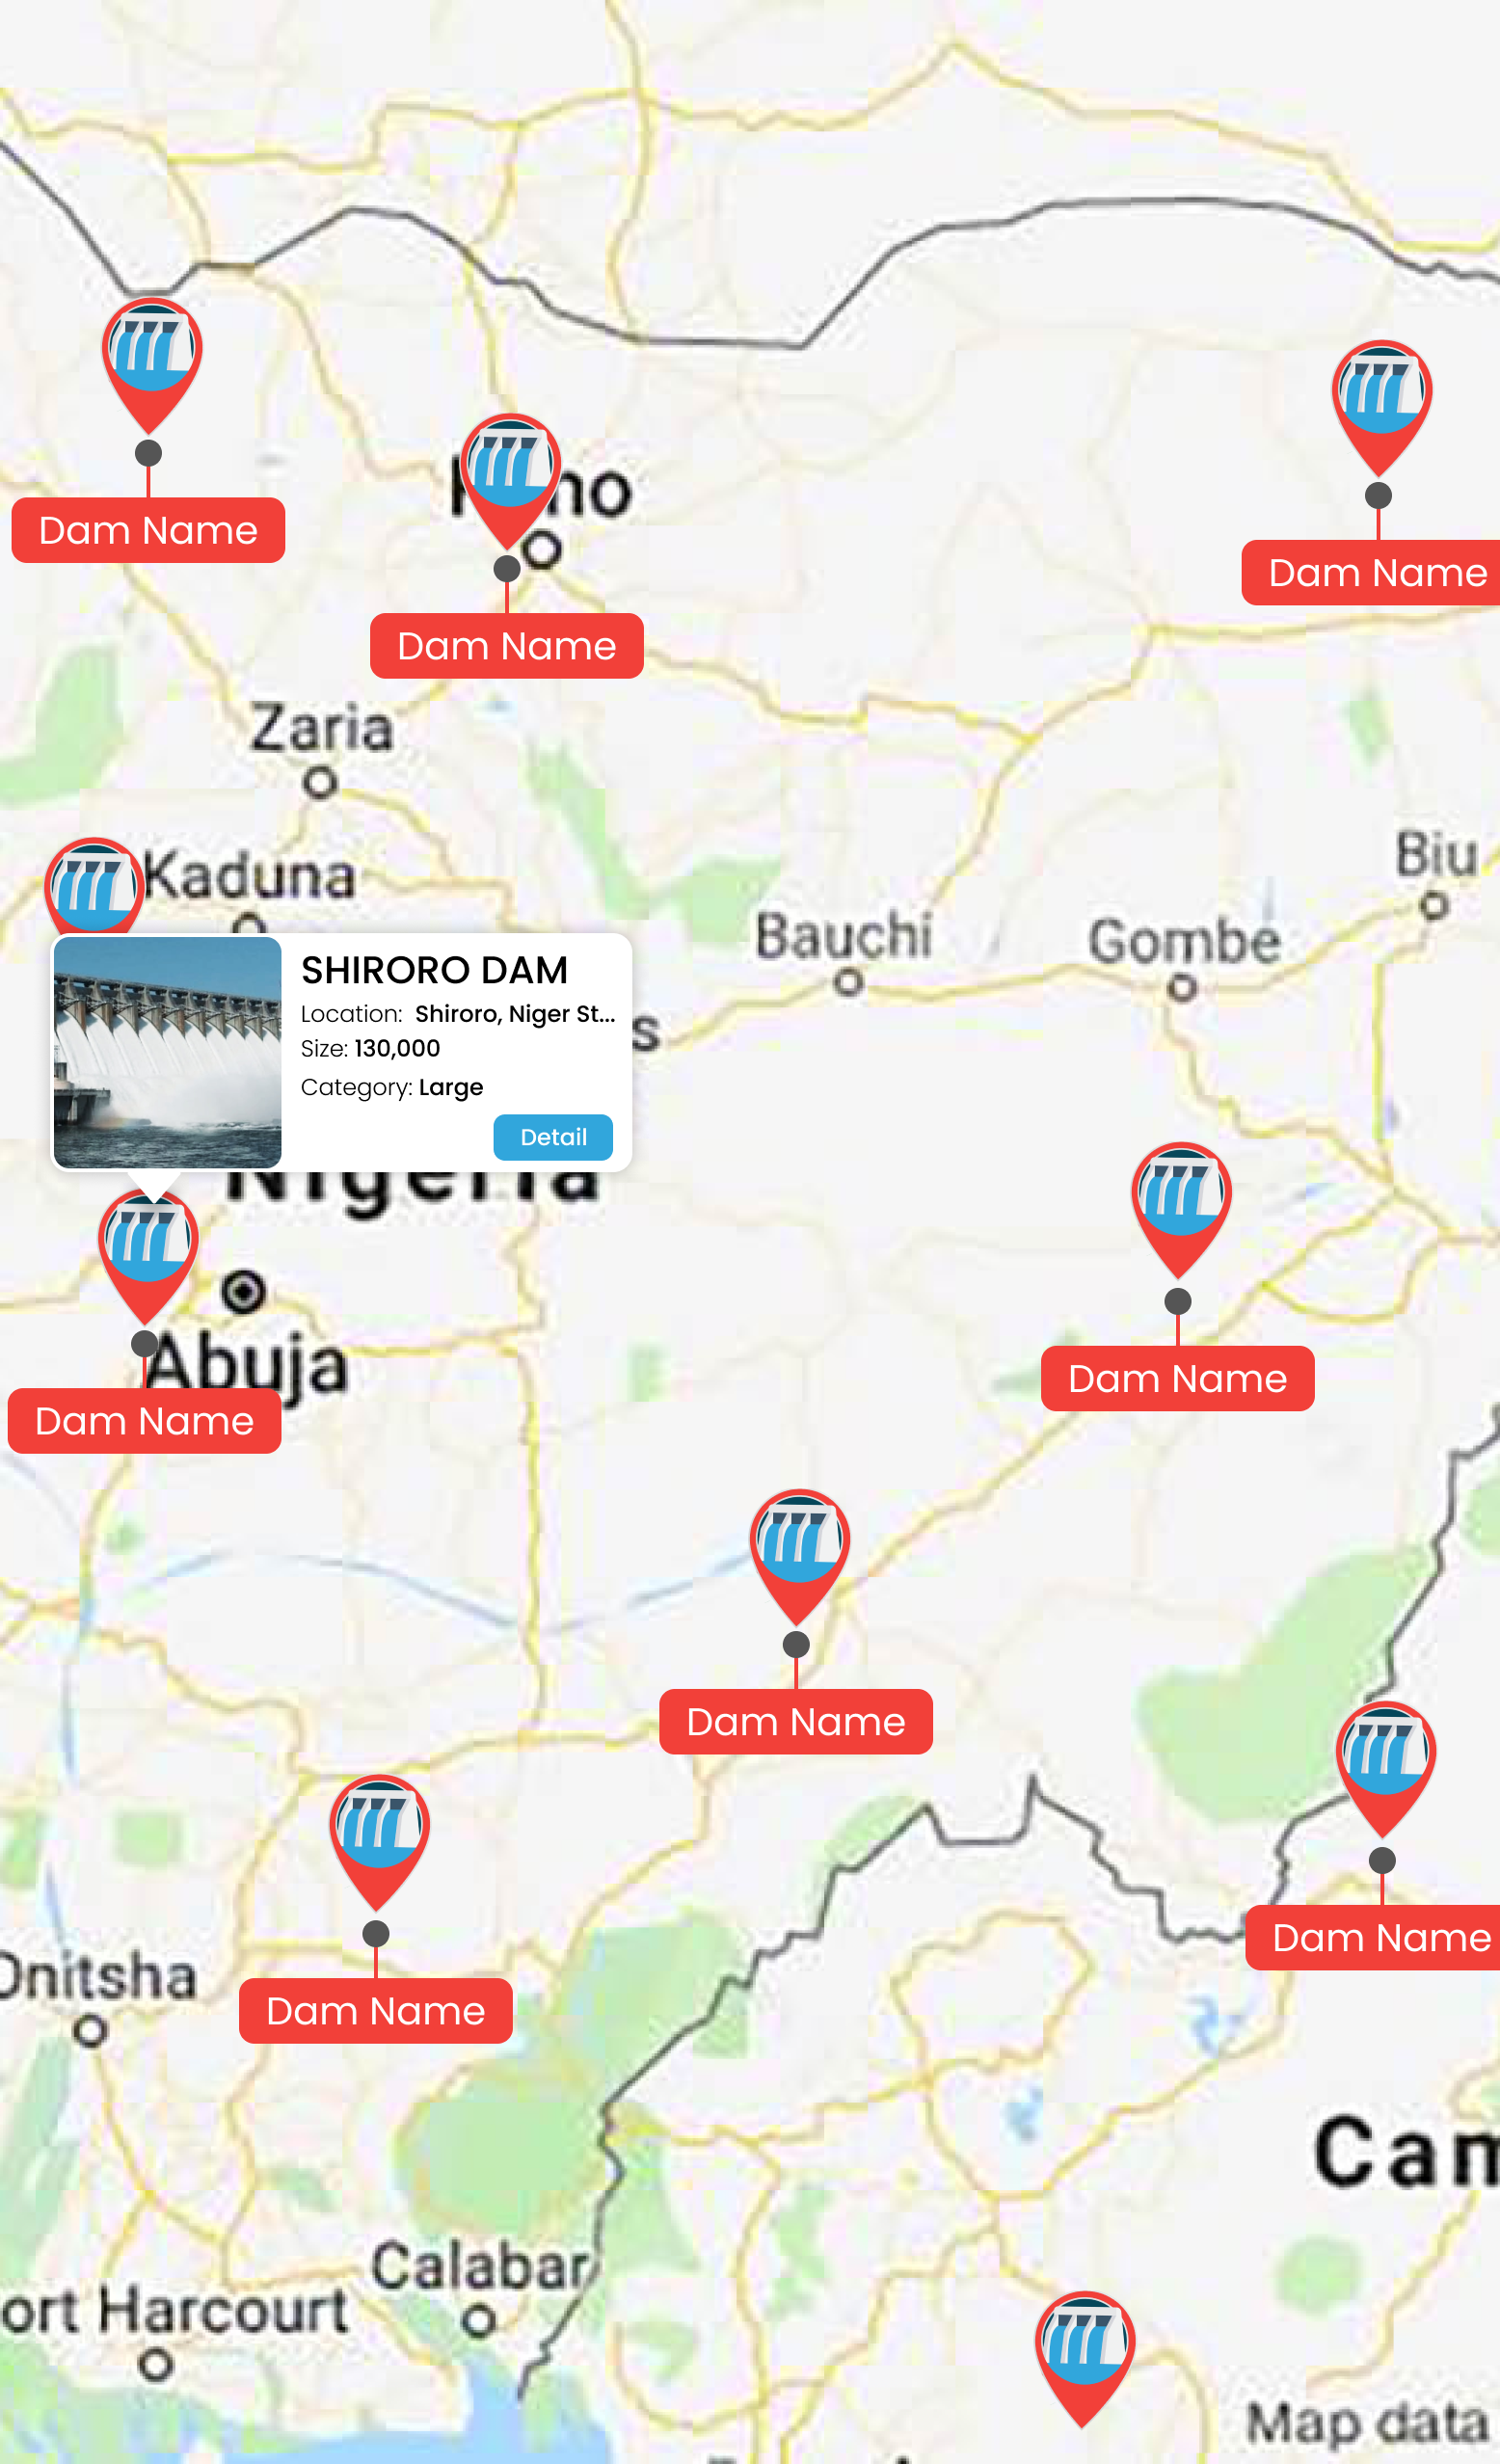 Dam Name
Dam Name
Dam Name
Zaria
Kaduna
Biu
Bauchi
Gombe
SHIRORO DAM
Location: Shiroro, Niger St...
Size: 130,000
Category: Large
Detail
s
Nigeria
Abuja
Dam Name
Dam Name
Dam Name
Dam Name
Onitsha
Dam Name
Cam
Calabar
ort Harcourt
Map data